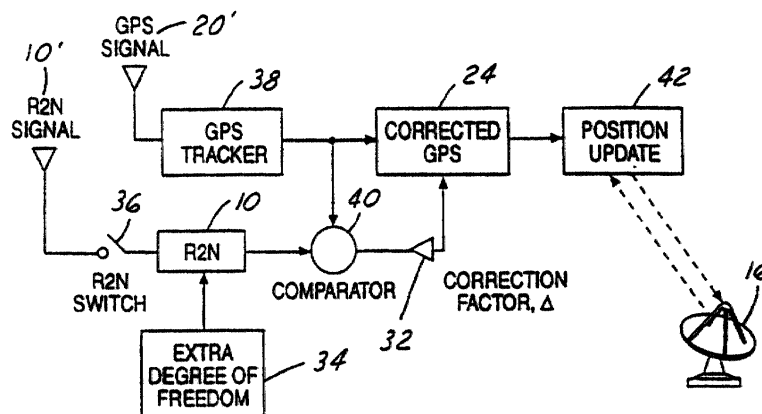 10'
GPS
SIGNAL
20'
R2N
SIGNAL
38
GPS
TRACKER
24
CORRECTED
GPS
42
POSITION
UPDATE
36
R2N
SWITCH
10
R2N
40
COMPARATOR
32
CORRECTION
FACTOR, Δ
16
EXTRA
DEGREE OF
FREEDOM
34